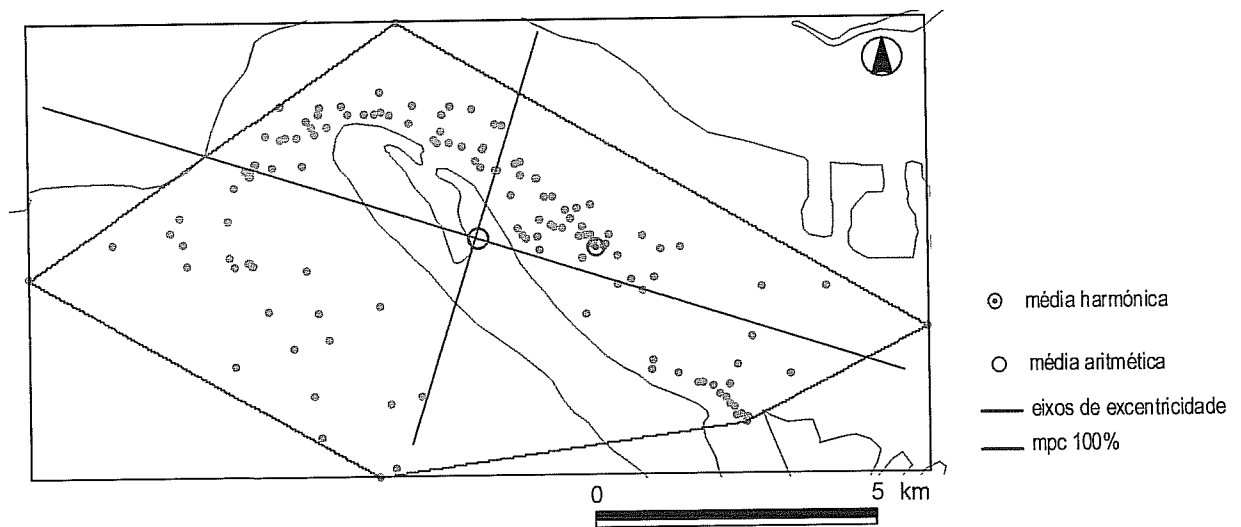 média harmónica
média aritmética
eixos de excentricidade
mpc 100%
0 5 km